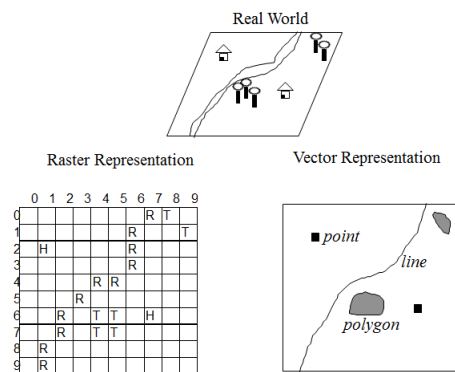 Real World
Raster Representation
Vector Representation
0 1 2 3 4 5 6 7 8 9
0 R T
1 R T
2 H R
3 R
4 R R
5 R
6 R T T H
7 R T T
8 R
9 R
point
line
polygon